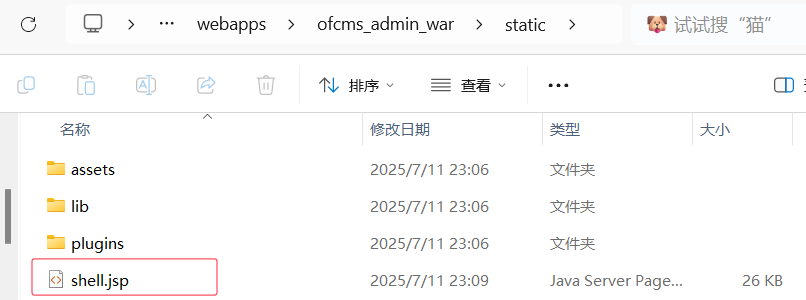 webapps > ofcms_admin_war > static >
试试搜“猫”
排序 查看
名称 修改日期 类型 大小
assets 2025/7/11 23:06 文件夹
lib 2025/7/11 23:06 文件夹
plugins 2025/7/11 23:06 文件夹
shell.jsp 2025/7/11 23:09 Java Server Page... 26 KB